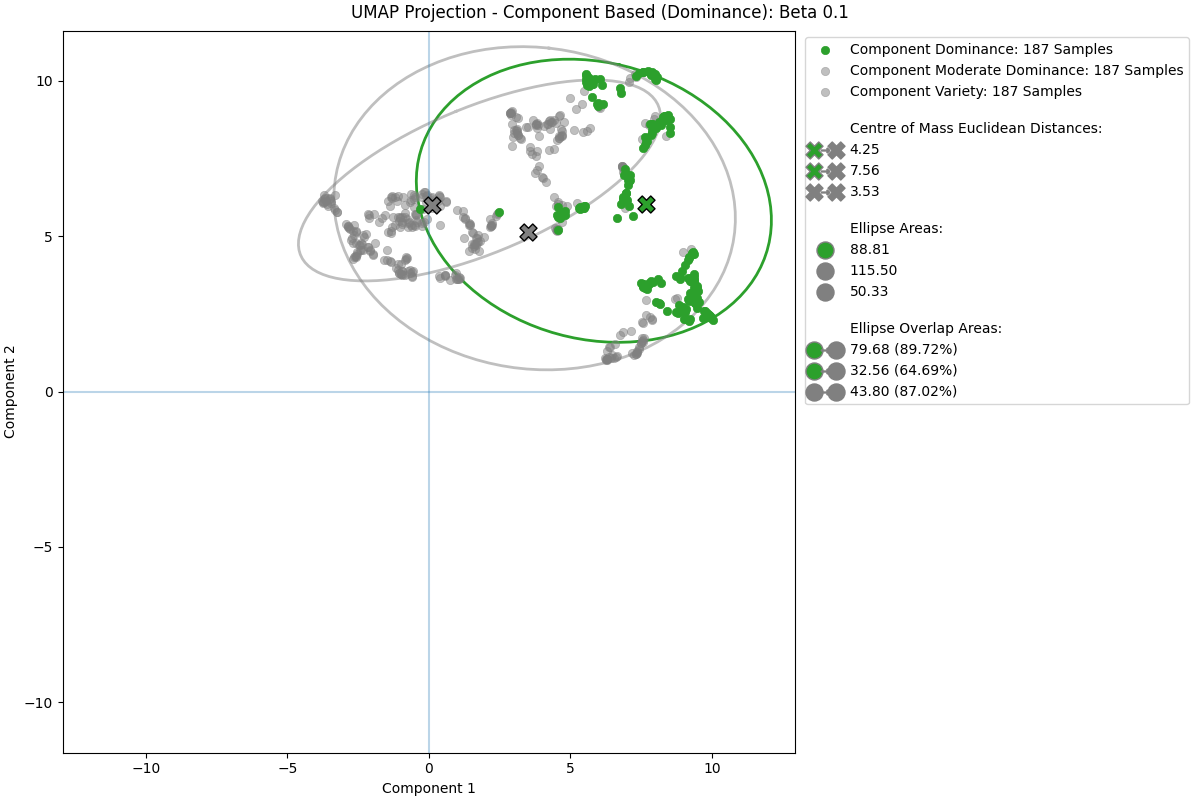 UMAP Projection - Component Based (Dominance): Beta 0.1
Component Dominance: 187 Samples
Component Moderate Dominance: 187 Samples
Component Variety: 187 Samples
Centre of Mass Euclidean Distances:
4.25
7.56
3.53
Ellipse Areas:
88.81
115.50
50.33
Ellipse Overlap Areas:
79.68 (89.72%)
32.56 (64.69%)
43.80 (87.02%)
Component 2
10
5
0
−5
−10
−10
−5
0
5
10
Component 1